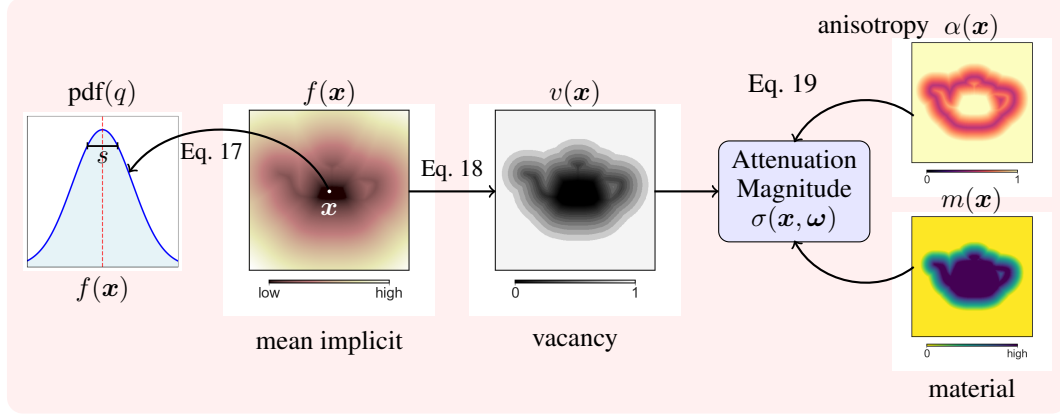 anisotropy α(x)
pdf(q)
f(x)
v(x)
Eq. 19
Eq. 17
s
Eq. 18
x
Attenuation
Magnitude
σ(x, ω)
0 1
m(x)
f(x)
low high
0 1
mean implicit
vacancy
0 high
material